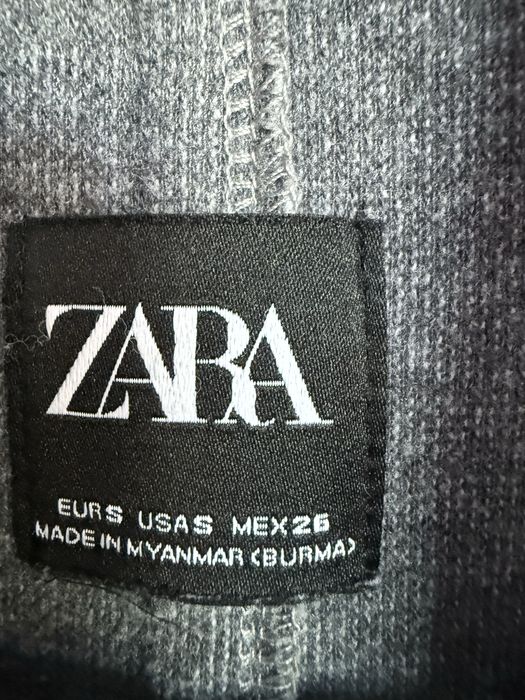 ZARA
EUR S USA S MEX 26
MADE IN MYANMAR (BURMA)